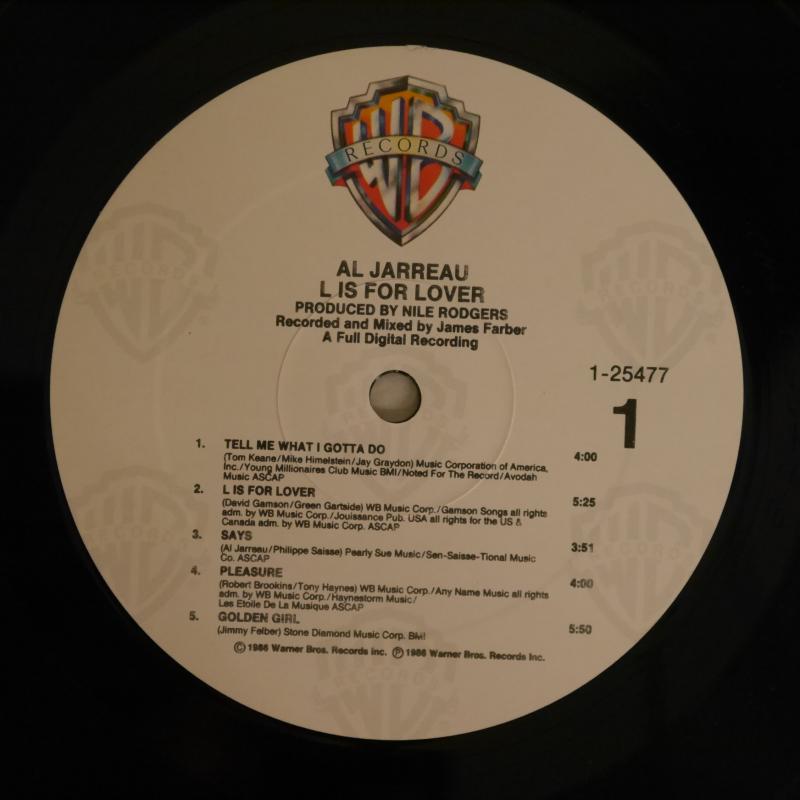 WB
RECORDS
AL JARREAU
L IS FOR LOVER
PRODUCED BY NILE RODGERS
Recorded and Mixed by James Farber
A Full Digital Recording
1-25477
1
1. TELL ME WHAT I GOTTA DO 4:00
(Tom Keane/Mike Himelstein/Jay Graydon) Music Corporation of America,
Inc./Young Millionaires Club Music BMI/Noted For The Record/Avodah
Music ASCAP
2. L IS FOR LOVER 5:25
(David Gamson/Green Gartside) WB Music Corp./Gamson Songs all rights
adm. by WB Music Corp./Jouissance Pub. USA all rights for the US &
Canada adm. by WB Music Corp. ASCAP
3. SAYS 3:51
(Al Jarreau/Philippe Saisse) Pearly Sue Music/Sen-Saisse-Tional Music
Co. ASCAP
4. PLEASURE 4:00
(Robert Brookins/Tony Haynes) WB Music Corp./Any Name Music all rights
adm. by WB Music Corp./Haynestorm Music/
Les Etoile De La Musique ASCAP
5. GOLDEN GIRL 5:50
(Jimmy Felber) Stone Diamond Music Corp. BMI
© 1986 Warner Bros. Records Inc. ℗ 1986 Warner Bros. Records Inc.